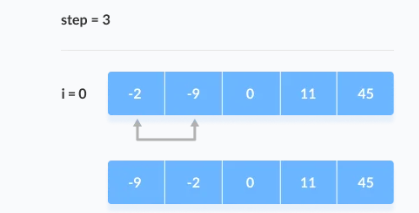 step = 3
i = 0 -2 -9 0 11 45
-9 -2 0 11 45